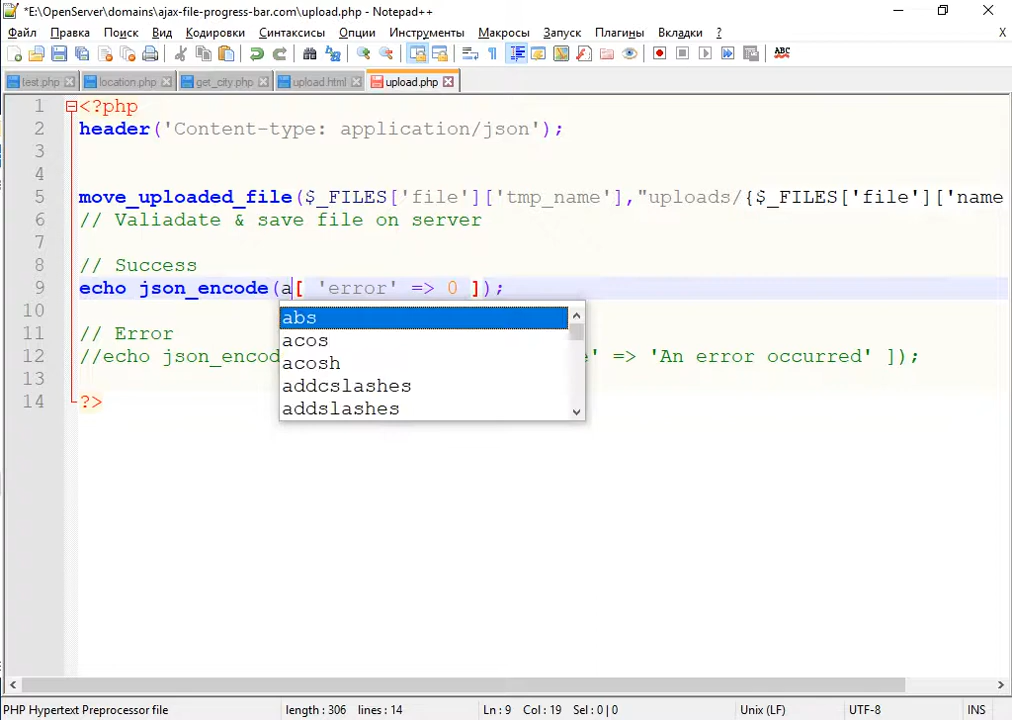 *E:\OpenServer\domains\ajax-file-progress-bar.com\upload.php - Notepad++
Файл Правка Поиск Вид Кодировки Синтаксисы Опции Инструменты Макросы Запуск Плагины Вкладки ? X
test.php location.php get_city.php upload.html upload.php
1 <?php
2 header('Content-type: application/json');
3
4
5 move_uploaded_file($_FILES['file']['tmp_name'],"uploads/{$_FILES['file']['name
6 // Valiadate & save file on server
7
8 // Success
9 echo json_encode(a[ 'error' => 0 ]);
10
abs
11 // Error
acos
12 //echo json_encod e' => 'An error occurred' ]);
acosh
13
addcslashes
14 ?>
addslashes
PHP Hypertext Preprocessor file length : 306 lines : 14 Ln : 9 Col : 19 Sel : 0 | 0 Unix (LF) UTF-8 INS